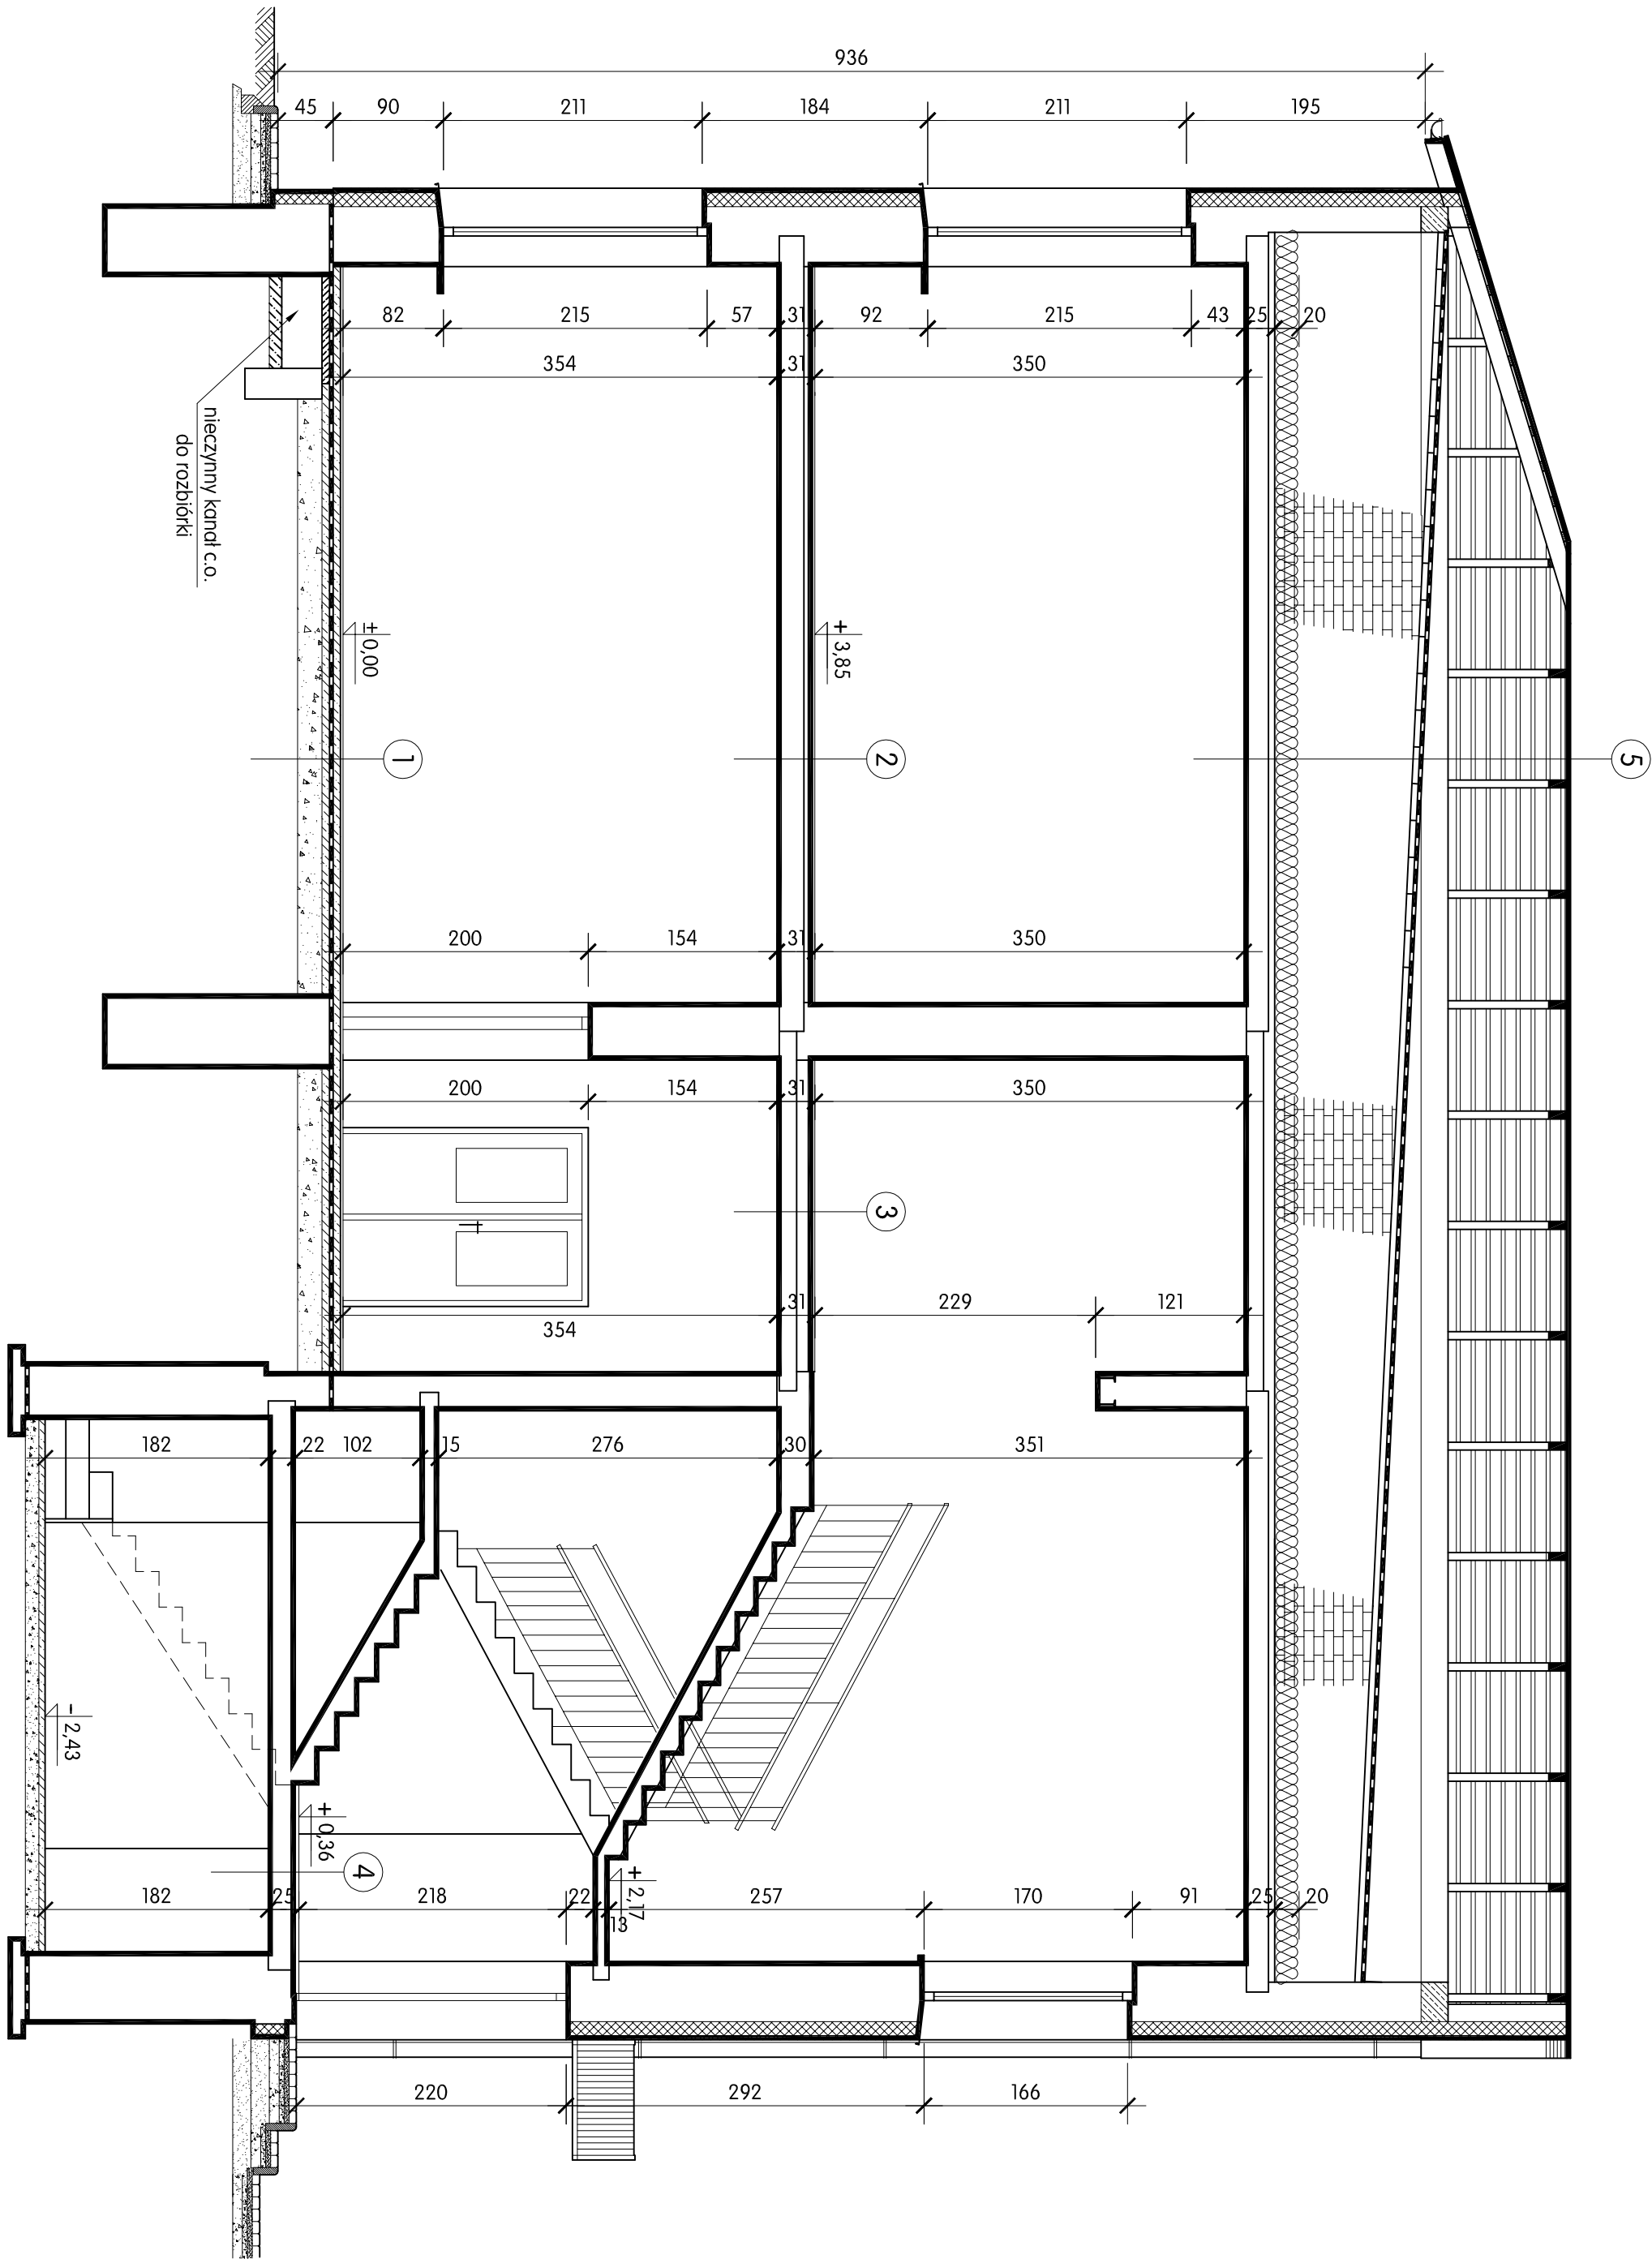 936
45 90 211 184 211 195
82 215 57 31 92 215 43 25 20
354 31 350
nieczynny kanał c.o.
do rozbiórki
±0,00
+3,85
1
2
5
200 154 31 350
200 154 31 350
3
354 31 229 121
182 22 102 15 276 30 351
- 2,43
+ 0,36
+ 2,17
4
182 25 218 22 13 257 170 91 25 20
220 292 166